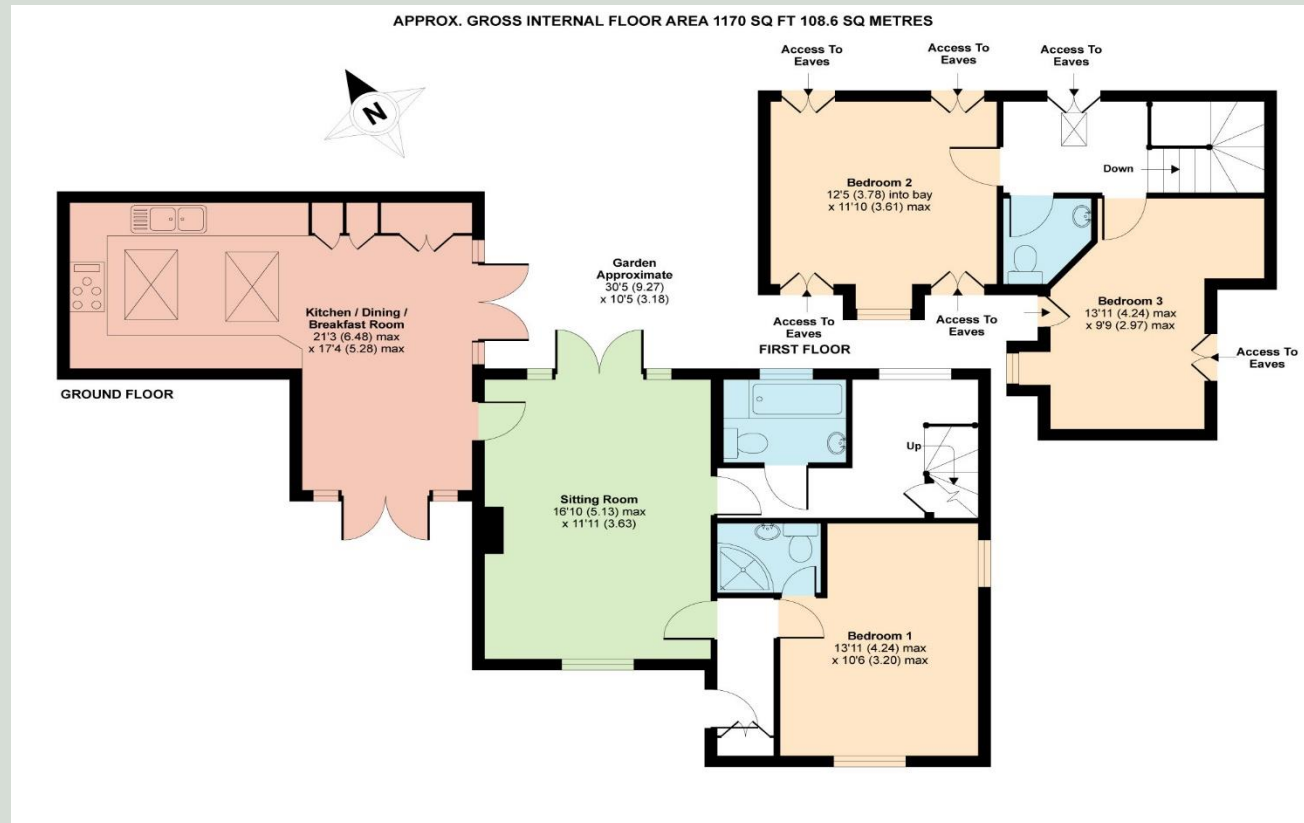 APPROX. GROSS INTERNAL FLOOR AREA 1170 SQ FT 108.6 SQ METRES
Access To
Eaves
Access To
Eaves
Access To
Eaves
N
Bedroom 2
12'5 (3.78) into bay
x 11'10 (3.61) max
Down
Kitchen / Dining /
Breakfast Room
21'3 (6.48) max
x 17'4 (5.28) max
Garden
Approximate
30'5 (9.27)
x 10'5 (3.18)
Access To
Eaves
Access To
Eaves
Bedroom 3
13'11 (4.24) max
x 9'9 (2.97) max
Access To
Eaves
FIRST FLOOR
GROUND FLOOR
Up
Sitting Room
16'10 (5.13) max
x 11'11 (3.63)
Bedroom 1
13'11 (4.24) max
x 10'6 (3.20) max